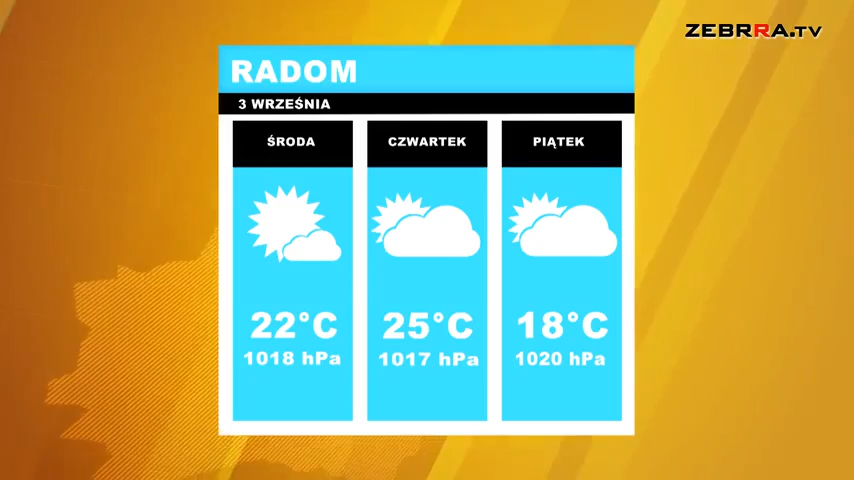 ZEBRRA.TV
RADOM
3 WRZEŚNIA
ŚRODA
CZWARTEK
PIĄTEK
22°C
25°C
18°C
1018 hPa
1017 hPa
1020 hPa